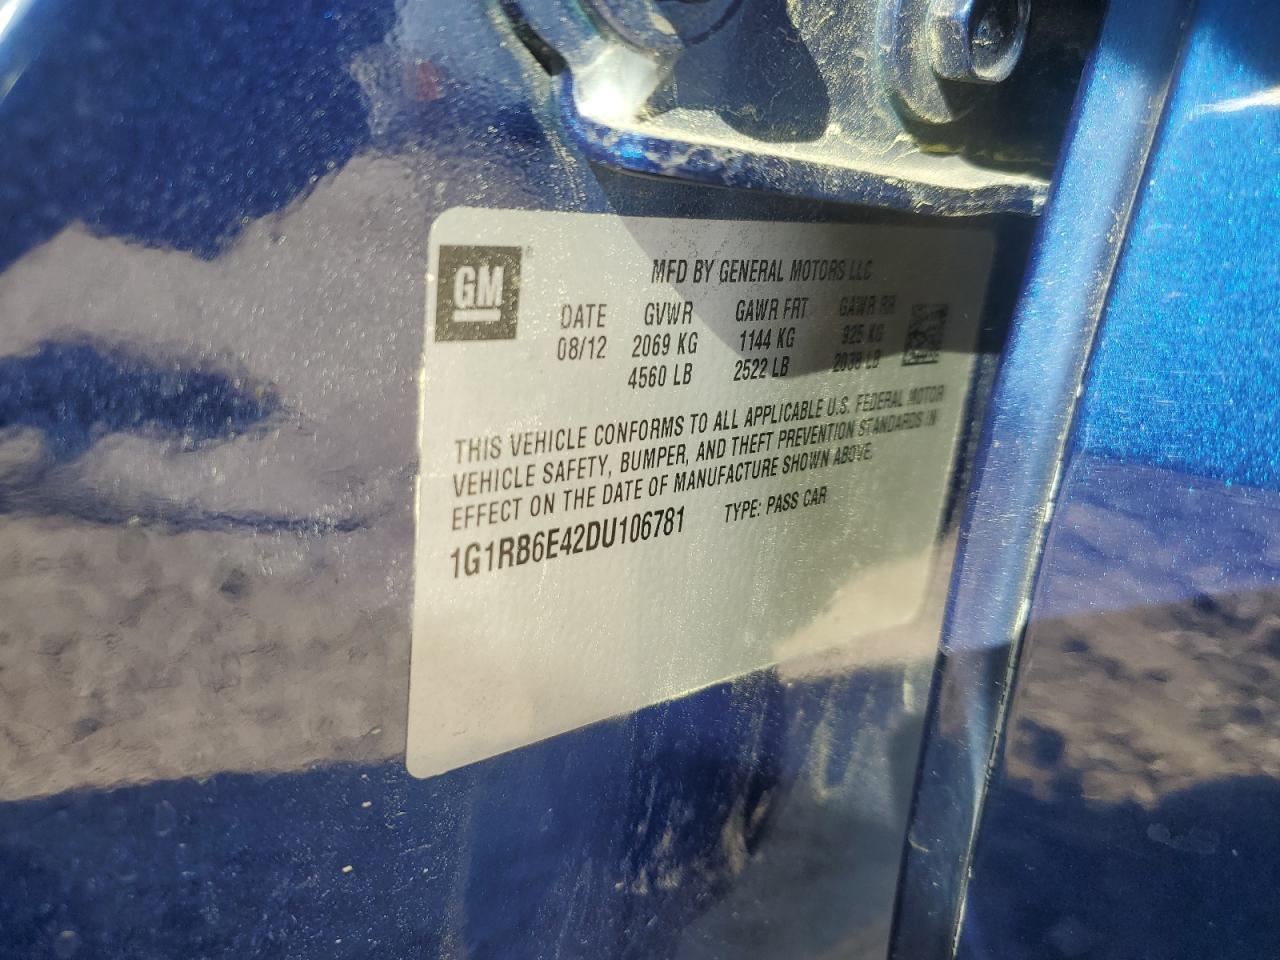 GM
MFD BY GENERAL MOTORS LLC
DATE GVWR GAWR FRT GAWR RR
08/12 2069 KG 1144 KG 925 KG
4560 LB 2522 LB 2038 LB
THIS VEHICLE CONFORMS TO ALL APPLICABLE U.S. FEDERAL MOTOR
VEHICLE SAFETY, BUMPER, AND THEFT PREVENTION STANDARDS IN
EFFECT ON THE DATE OF MANUFACTURE SHOWN ABOVE.
1G1RB6E42DU106781 TYPE: PASS CAR